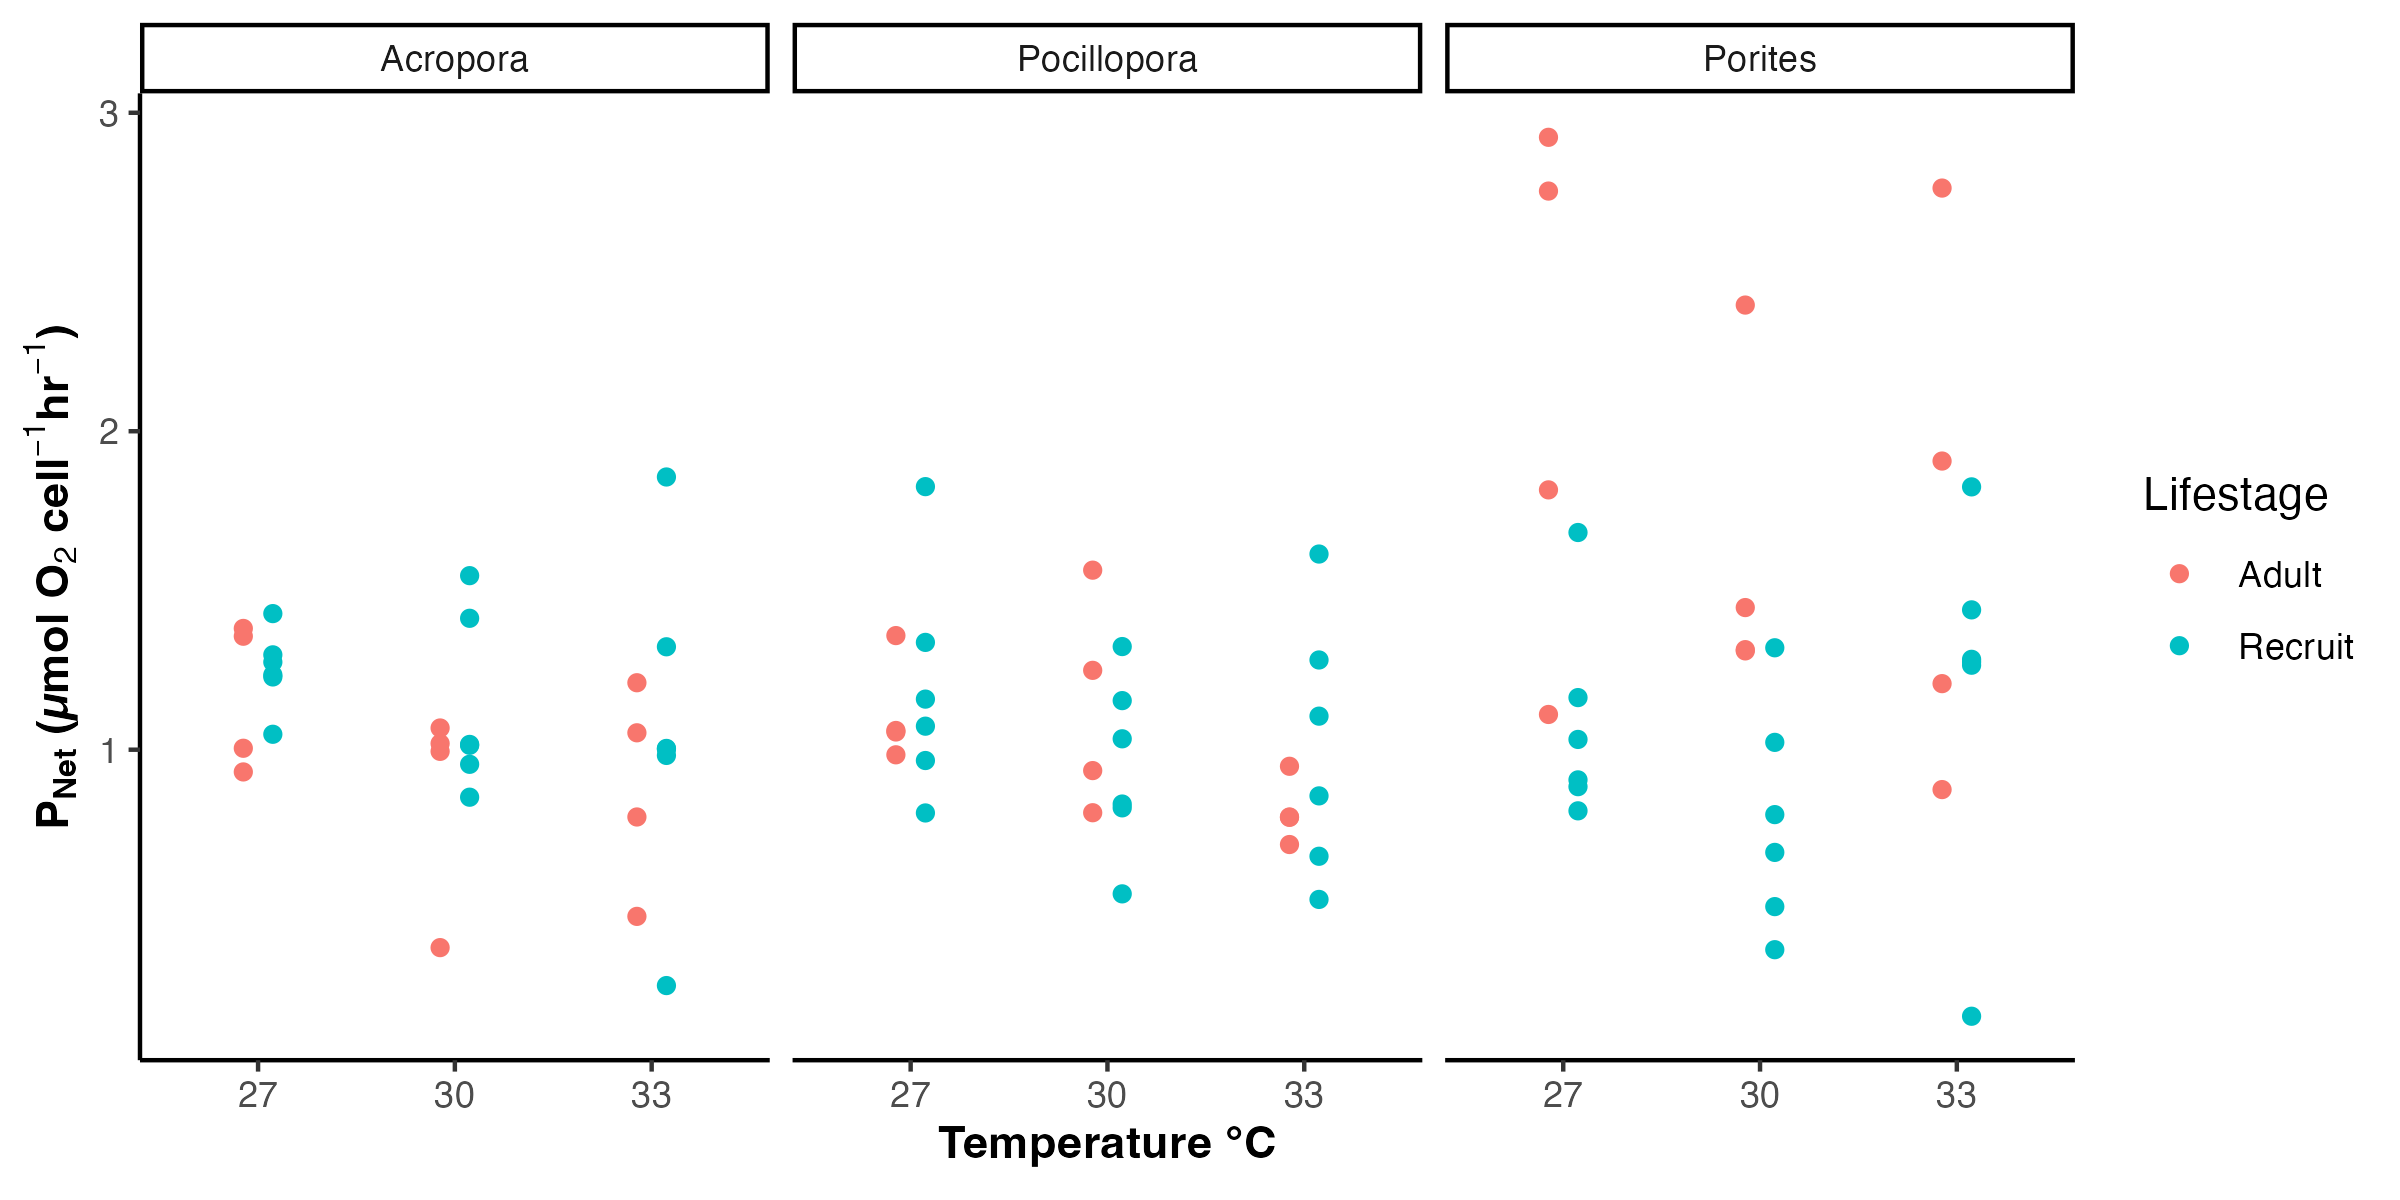 Acropora
Pocillopora
Porites
3
2
1
P_Net (µmol O₂ cell⁻¹hr⁻¹)
27 30 33
27 30 33
27 30 33
Temperature °C
Lifestage
Adult
Recruit